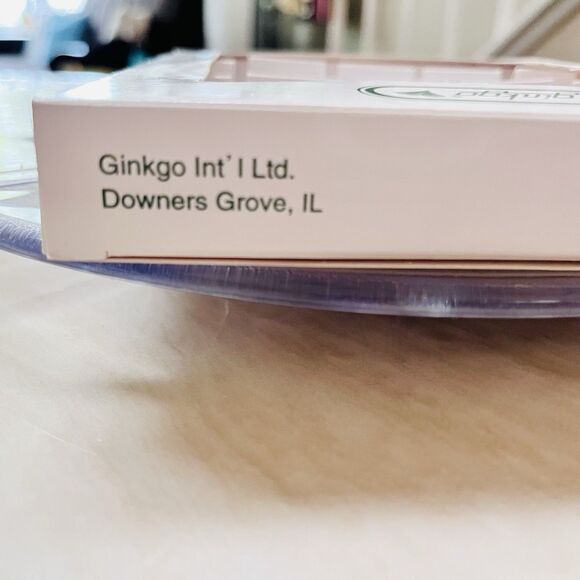 Ginkgo Int' l Ltd.
Downers Grove, IL